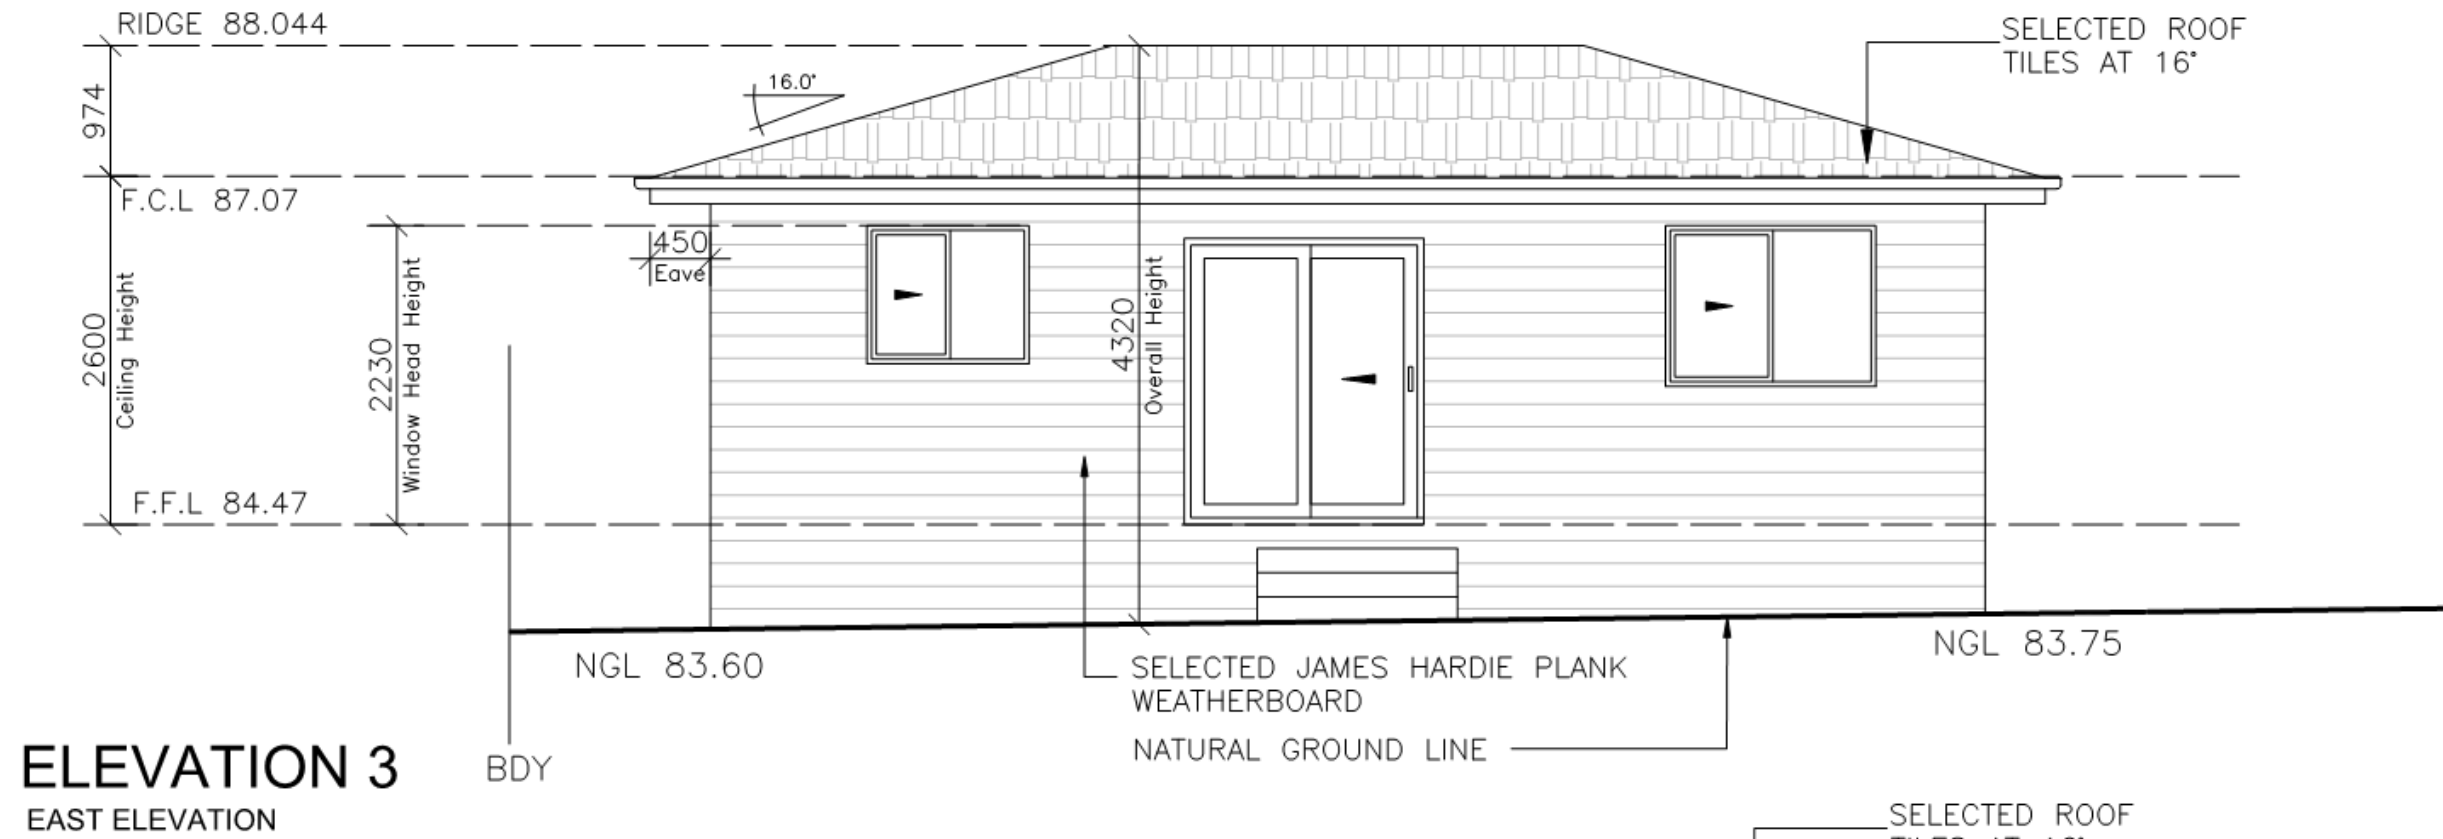 RIDGE 88.044
SELECTED ROOF
TILES AT 16°
16.0°
974
F.C.L 87.07
450
Eave
2600
Ceiling Height
2230
Window Head Height
4320
Overall Height
F.F.L 84.47
NGL 83.60
NGL 83.75
SELECTED JAMES HARDIE PLANK
WEATHERBOARD
NATURAL GROUND LINE
ELEVATION 3
BDY
EAST ELEVATION
SELECTED ROOF